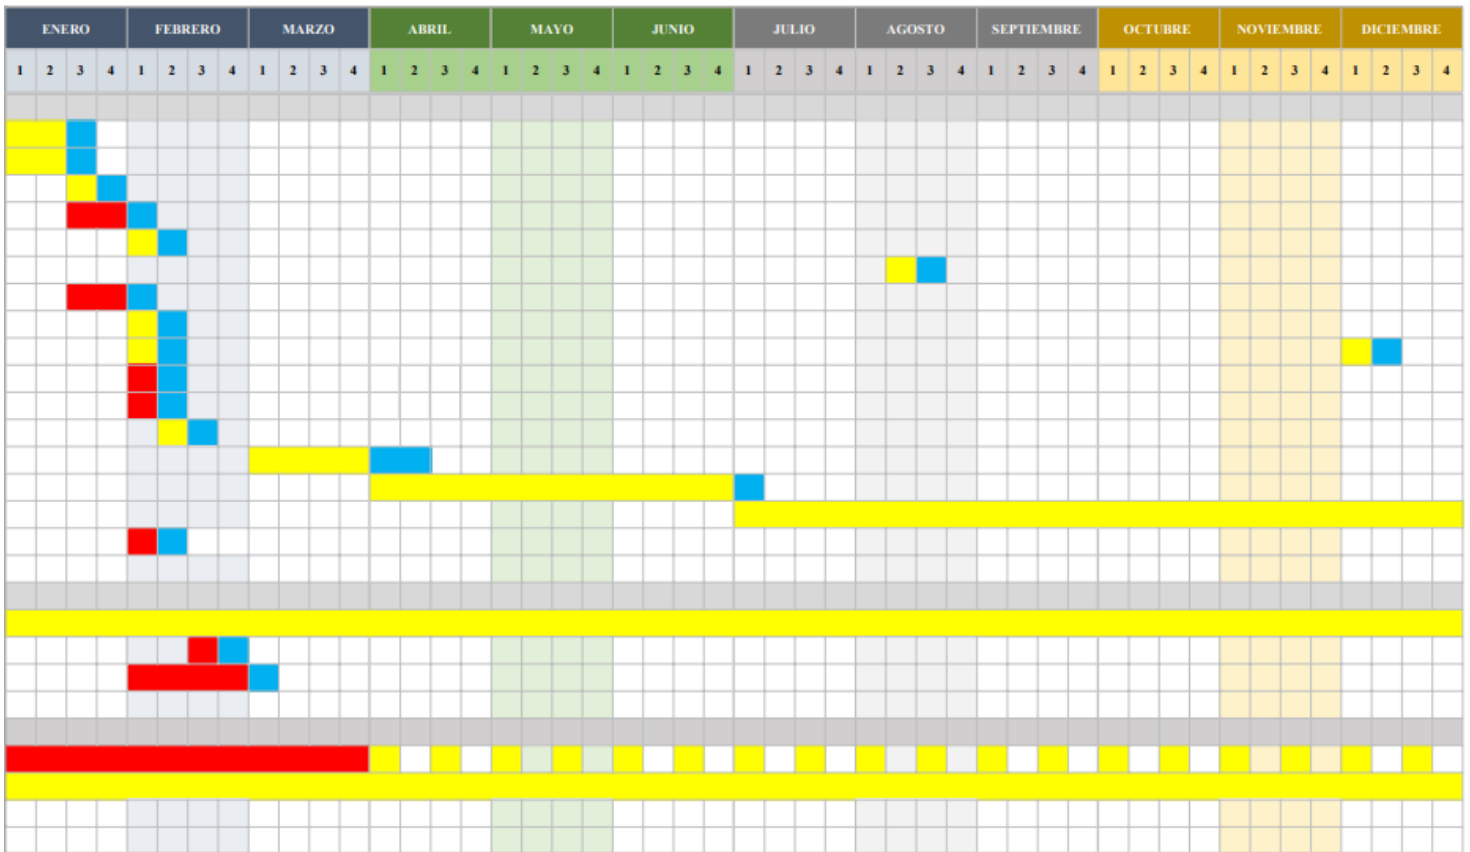 ENERO FEBRERO MARZO ABRIL MAYO JUNIO JULIO AGOSTO SEPTIEMBRE OCTUBRE NOVIEMBRE DICIEMBRE
1 2 3 4 1 2 3 4 1 2 3 4 1 2 3 4 1 2 3 4 1 2 3 4 1 2 3 4 1 2 3 4 1 2 3 4 1 2 3 4 1 2 3 4 1 2 3 4